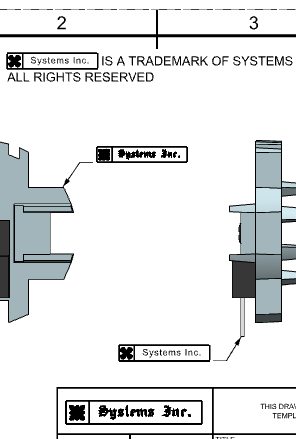 2 3
Systems Inc. IS A TRADEMARK OF SYSTEMS
ALL RIGHTS RESERVED
Systems Inc.
Systems Inc.
Systems Inc.
THIS DRAW
TEMPL
TITLE